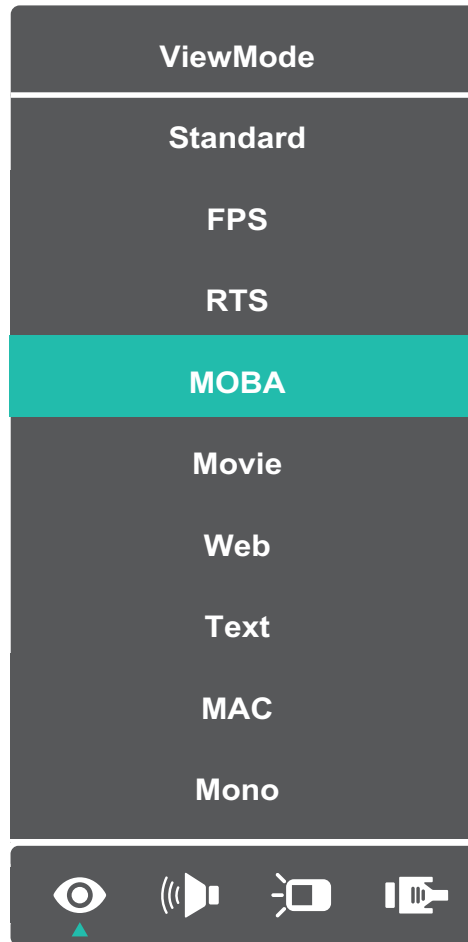 ViewMode
Standard
FPS
RTS
MOBA
Movie
Web
Text
MAC
Mono